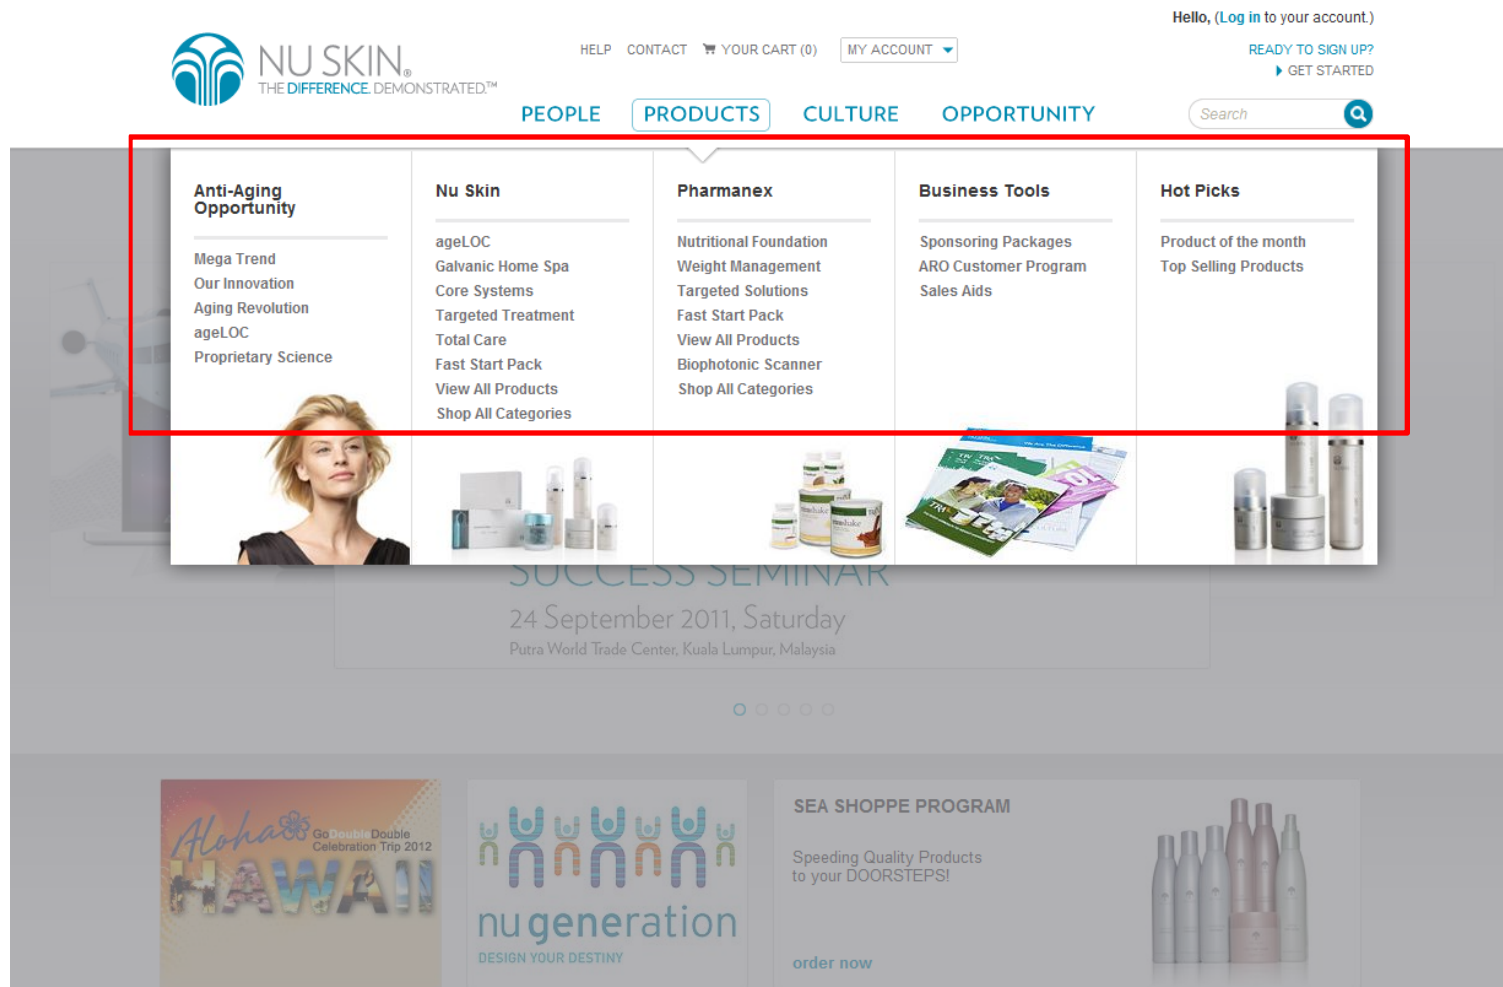 Hello, (Log in to your account.)
NU SKIN®
THE DIFFERENCE. DEMONSTRATED.™
HELP CONTACT YOUR CART (0) MY ACCOUNT
READY TO SIGN UP?
GET STARTED
PEOPLE PRODUCTS CULTURE OPPORTUNITY
Search
Anti-Aging
Opportunity
Mega Trend
Our Innovation
Aging Revolution
ageLOC
Proprietary Science
Nu Skin
ageLOC
Galvanic Home Spa
Core Systems
Targeted Treatment
Total Care
Fast Start Pack
View All Products
Shop All Categories
Pharmanex
Nutritional Foundation
Weight Management
Targeted Solutions
Fast Start Pack
View All Products
Biophotonic Scanner
Shop All Categories
Business Tools
Sponsoring Packages
ARO Customer Program
Sales Aids
Hot Picks
Product of the month
Top Selling Products
SUCCESS SEMINAR
24 September 2011, Saturday
Putra World Trade Center, Kuala Lumpur, Malaysia
Aloha
GoDoubleDouble
Celebration Trip 2012
HAWAII
nugeneration
DESIGN YOUR DESTINY
SEA SHOPPE PROGRAM
Speeding Quality Products
to your DOORSTEPS!
order now